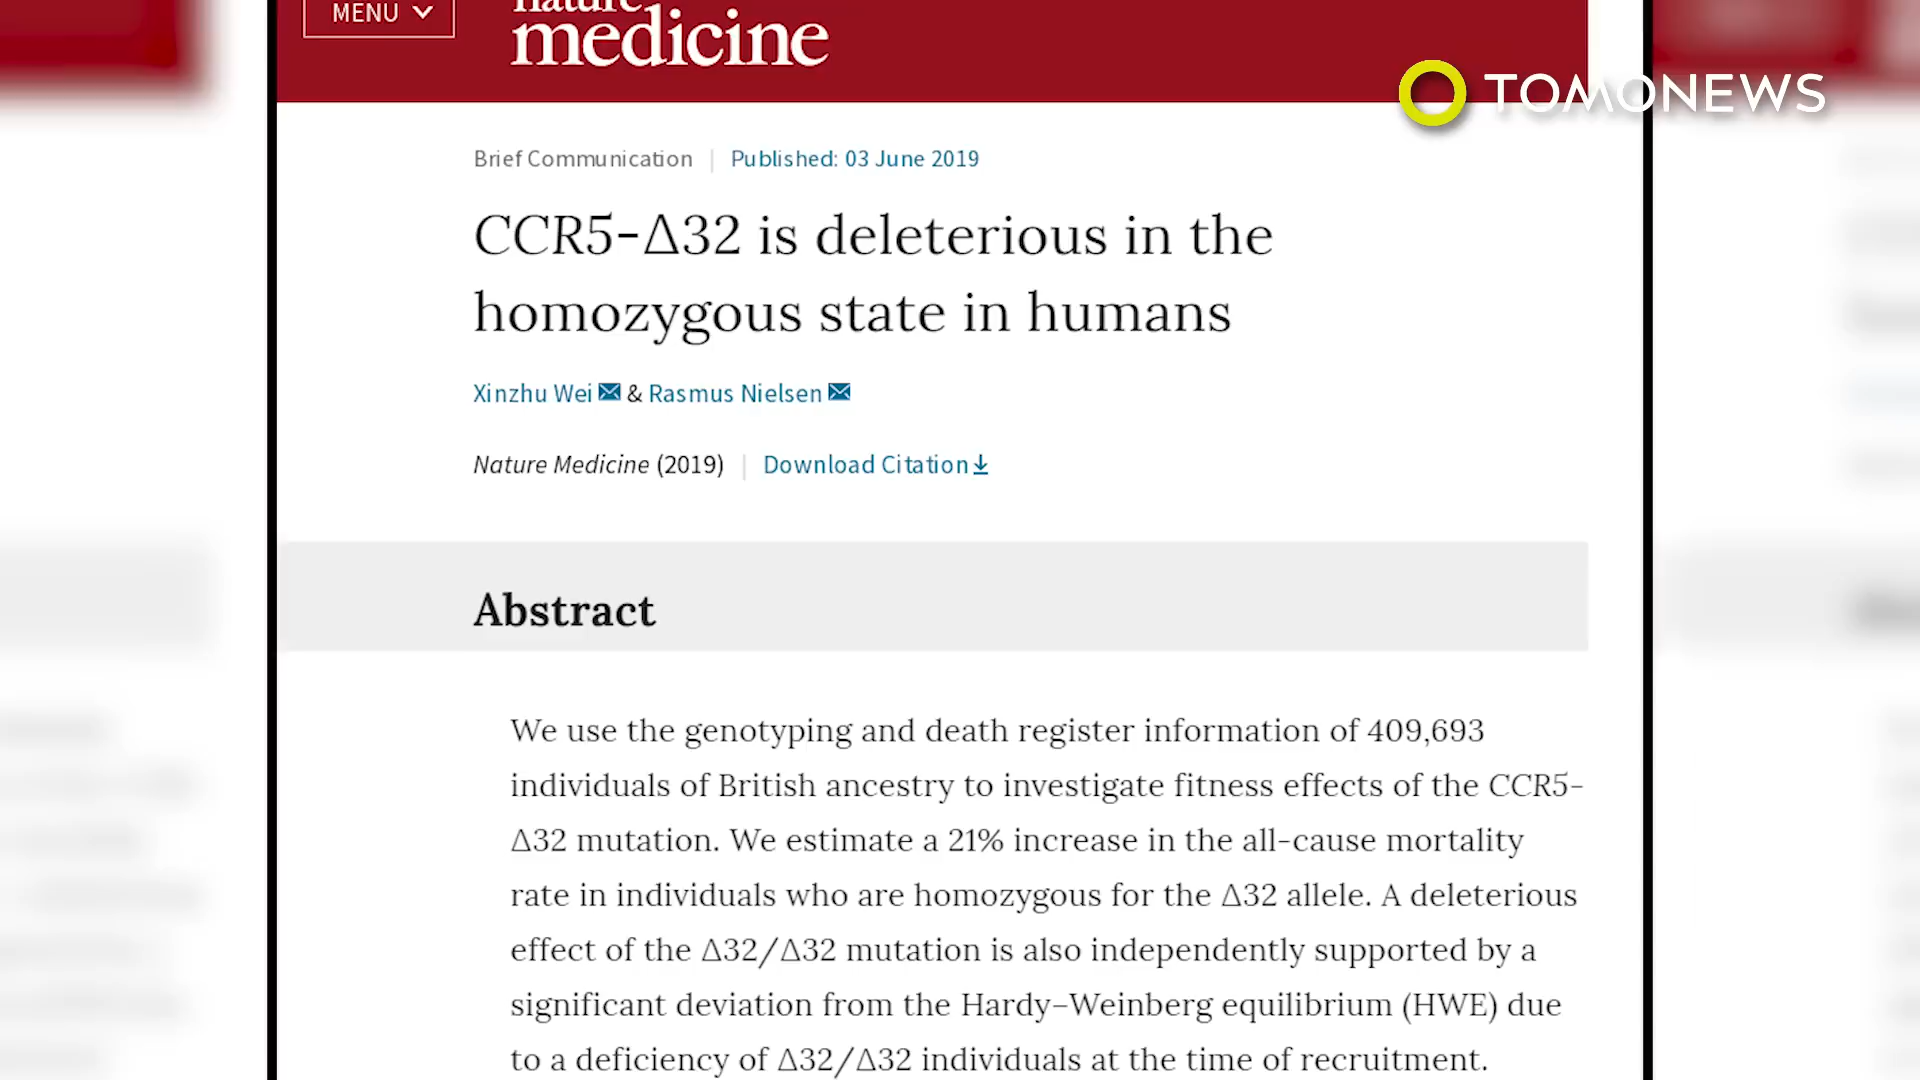 MENU
nature
medicine
TOMONEWS
Brief Communication | Published: 03 June 2019
CCR5-Δ32 is deleterious in the
homozygous state in humans
Xinzhu Wei & Rasmus Nielsen
Nature Medicine (2019) | Download Citation
Abstract
We use the genotyping and death register information of 409,693
individuals of British ancestry to investigate fitness effects of the CCR5-
Δ32 mutation. We estimate a 21% increase in the all-cause mortality
rate in individuals who are homozygous for the Δ32 allele. A deleterious
effect of the Δ32/Δ32 mutation is also independently supported by a
significant deviation from the Hardy–Weinberg equilibrium (HWE) due
to a deficiency of Δ32/Δ32 individuals at the time of recruitment.